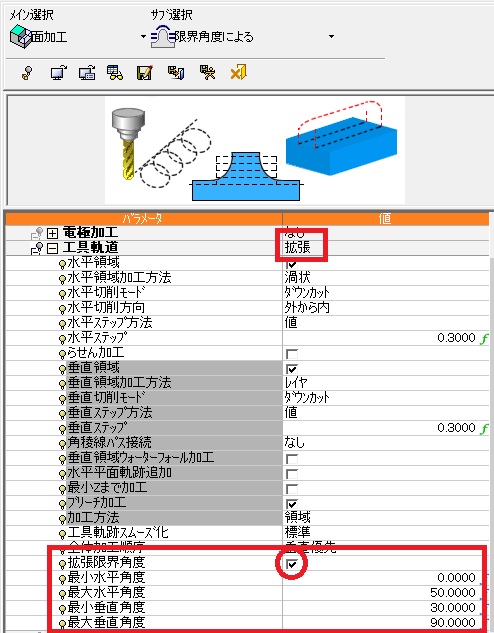 メイン選択
サブ選択
面加工
限界角度による
パラメータ
値
電極加工
なし
工具軌道
拡張
水平領域
水平領域加工方法
渦状
水平切削モード
ダウンカット
水平切削方向
外から内
水平ステップ方法
値
水平ステップ
0.3000 f
らせん加工
垂直領域
垂直領域加工方法
レイヤ
垂直切削モード
ダウンカット
垂直ステップ方法
値
垂直ステップ
0.3000 f
角稜線パス接続
なし
垂直領域ウォーターフォール加工
水平平面軌跡追加
最小Zまで加工
ブリーチ加工
加工方法
領域
工具軌跡スムーズ化
標準
全体加工順序
垂直優先
拡張限界角度
最小水平角度
0.0000
最大水平角度
50.0000
最小垂直角度
30.0000
最大垂直角度
90.0000